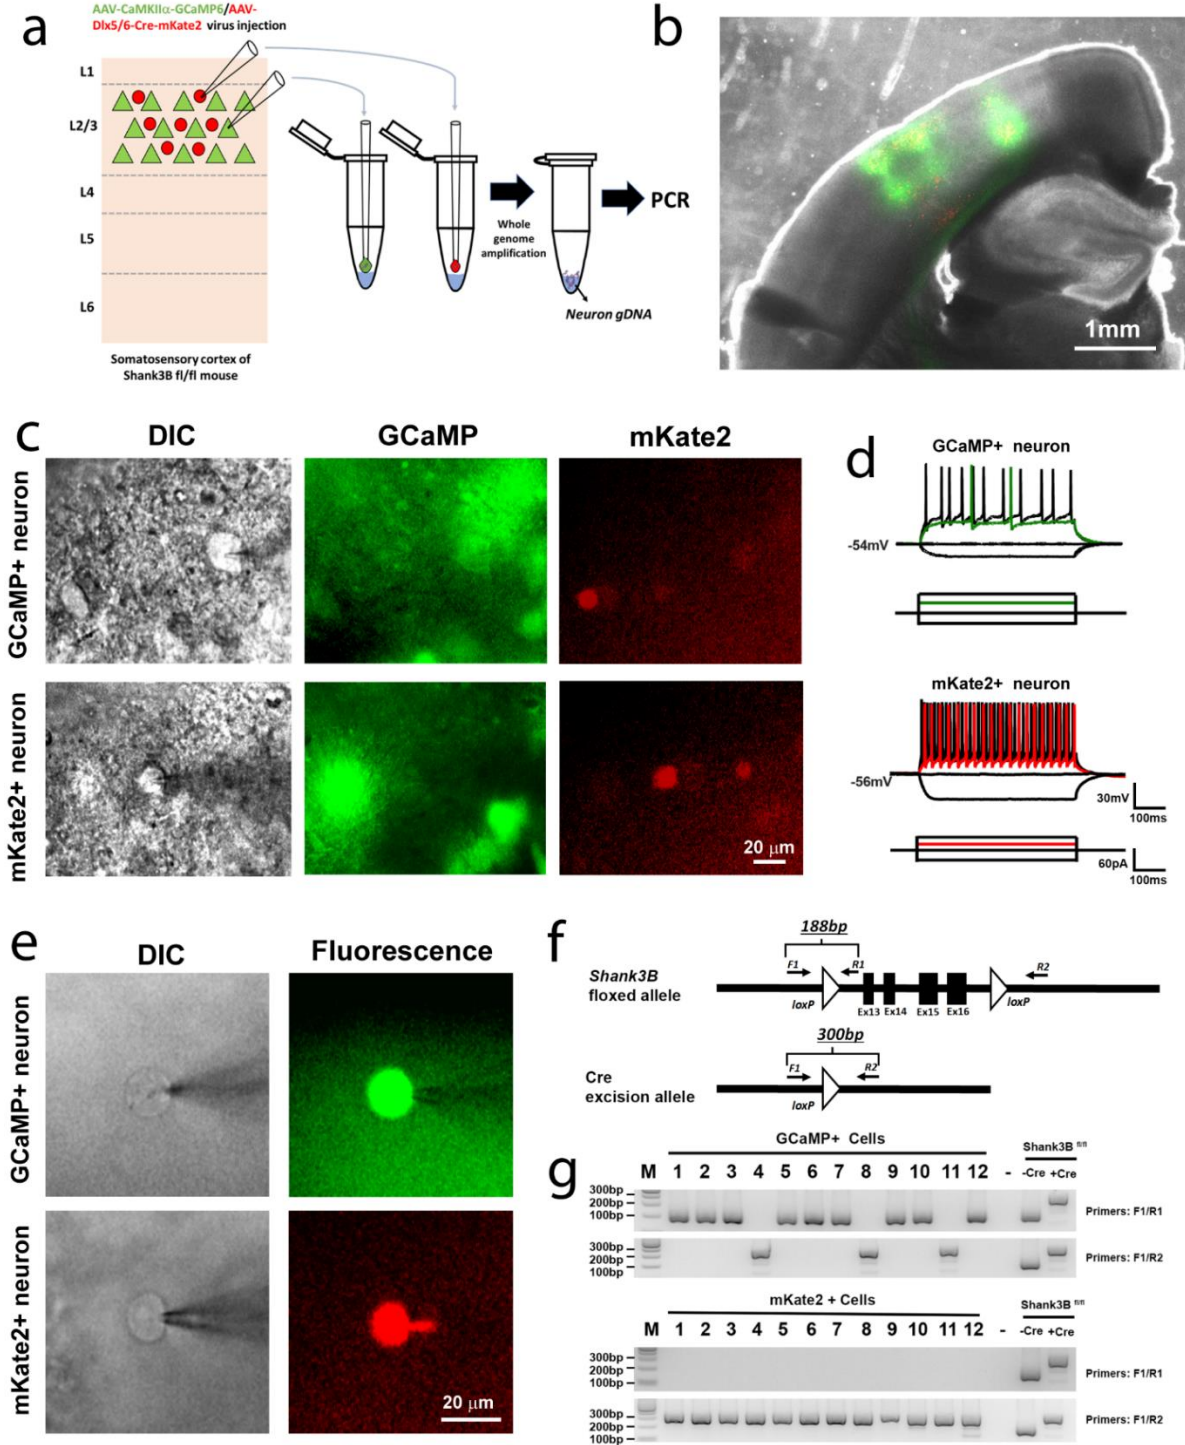 a
AAV-CaMKIIα-GCaMP6/AAV-
Dlx5/6-Cre-mKate2 virus injection
L1
L2/3
L4
L5
L6
Somatosensory cortex of
Shank3B fl/fl mouse
Whole
genome
amplification
PCR
Neuron gDNA
b
1mm
c
DIC
GCaMP
mKate2
GCaMP+ neuron
mKate2+ neuron
20 µm
d
GCaMP+ neuron
-54mV
mKate2+ neuron
-56mV
30mV
100ms
60pA
100ms
e
DIC
Fluorescence
GCaMP+ neuron
mKate2+ neuron
20 µm
f
188bp
F1
R1
R2
Shank3B
floxed allele
loxP
Ex13
Ex14
Ex15
Ex16
loxP
300bp
F1
R2
Cre
excision allele
loxP
g
GCaMP+ Cells
Shank3B fl/fl
M 1 2 3 4 5 6 7 8 9 10 11 12 - -Cre +Cre
300bp
200bp
100bp
Primers: F1/R1
300bp
200bp
100bp
Primers: F1/R2
mKate2 + Cells
Shank3B fl/fl
M 1 2 3 4 5 6 7 8 9 10 11 12 - -Cre +Cre
300bp
200bp
100bp
Primers: F1/R1
300bp
200bp
100bp
Primers: F1/R2